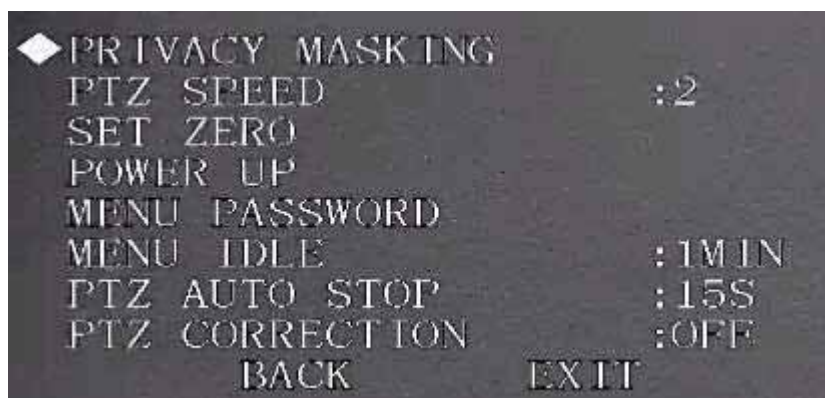 PRIVACY MASKING
PTZ SPEED :2
SET ZERO
POWER UP
MENU PASSWORD
MENU IDLE :1MIN
PTZ AUTO STOP :15S
PTZ CORRECTION :OFF
BACK EXIT